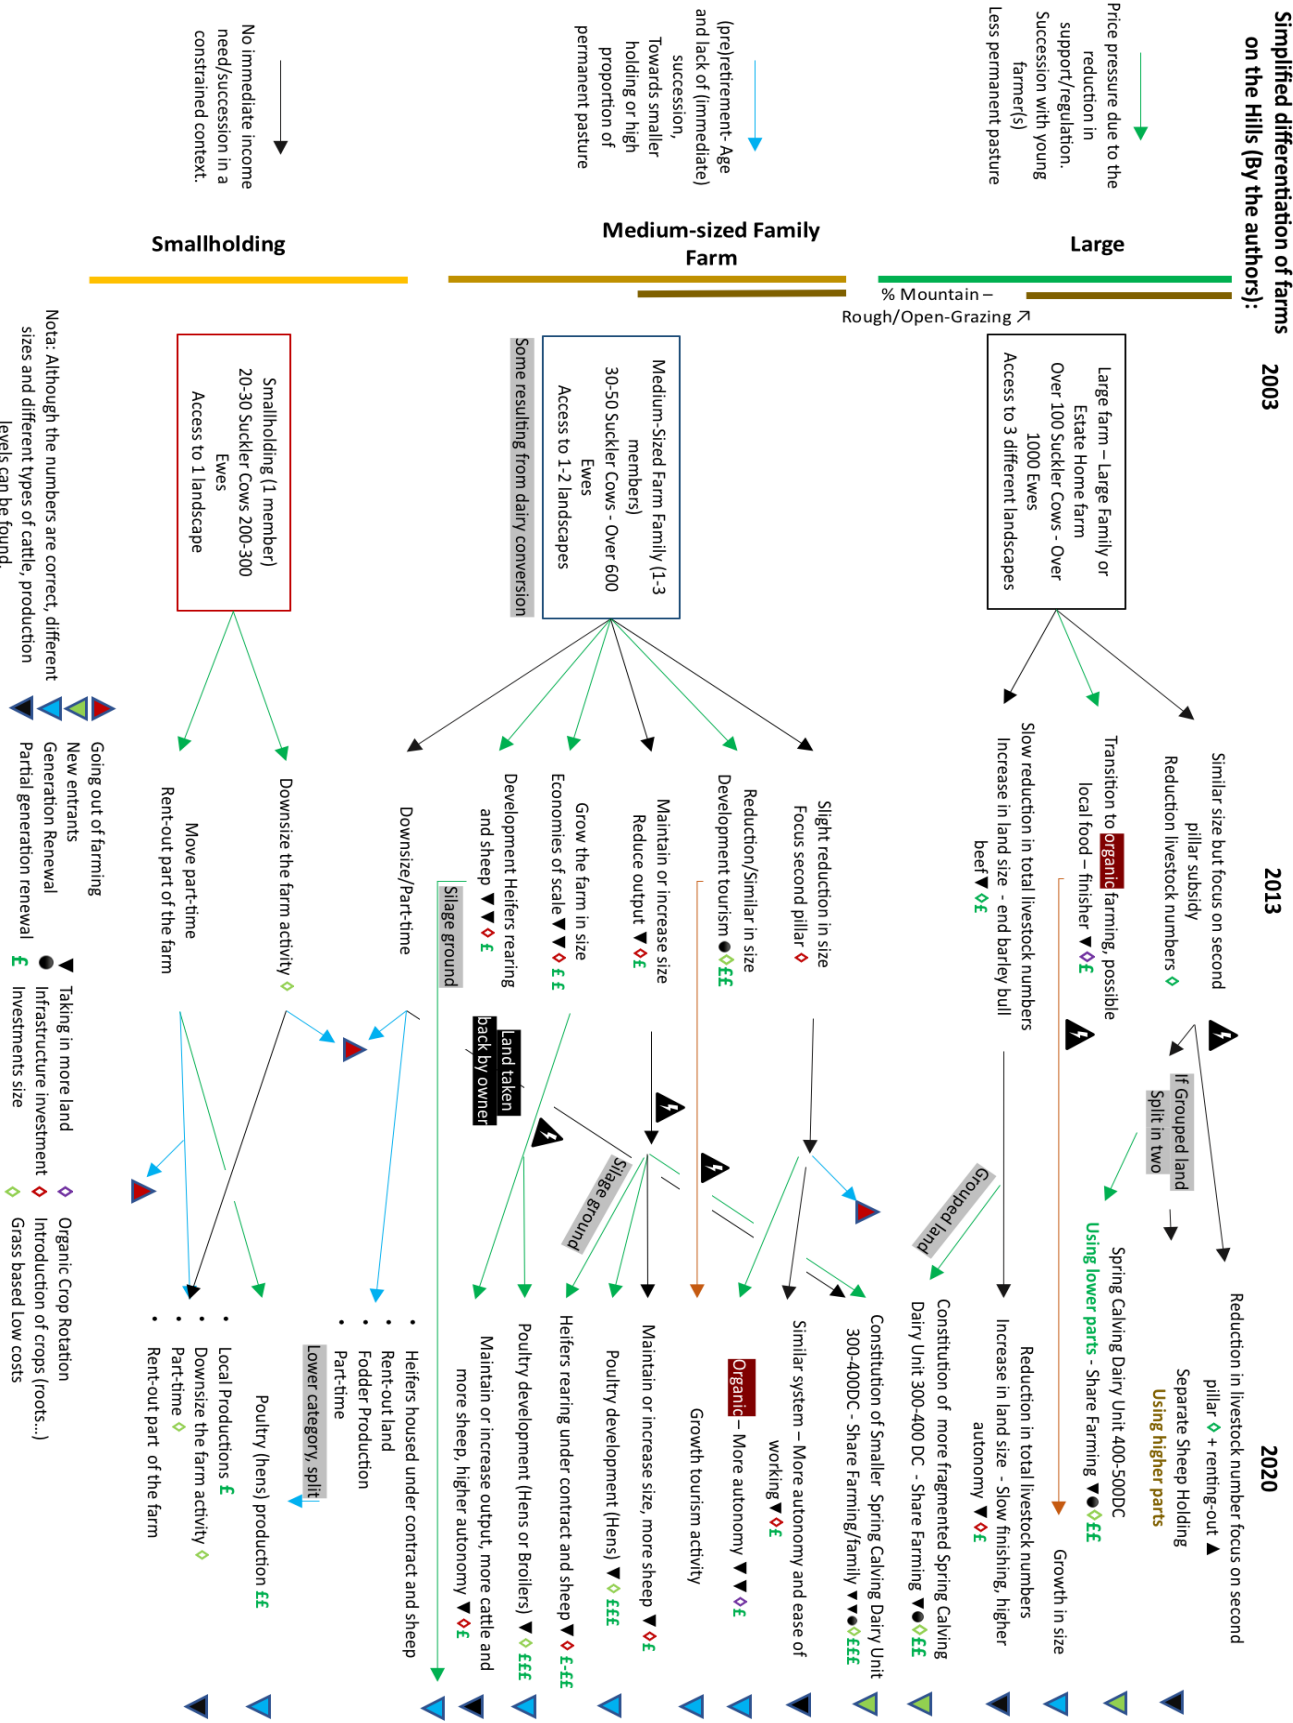 Simplified differentiation of farms
on the Hills (By the authors):
2003
2013
2020
Price pressure due to the
reduction in
support/regulation.
Succession with young
farmer(s)
Less permanent pasture
(pre)retirement- Age
and lack of (immediate)
succession,
Towards smaller
holding or high
proportion of
permanent pasture
No immediate income
need/succession in a
constrained context.
Large
% Mountain –
Rough/Open-Grazing ↗
Medium-sized Family
Farm
Smallholding
Large farm – Large Family or
Estate Home farm
Over 100 Suckler Cows - Over
1000 Ewes
Access to 3 different landscapes
Medium-Sized Farm Family (1-3
members)
30-50 Suckler Cows - Over 600
Ewes
Access to 1-2 landscapes
Some resulting from dairy conversion
Smallholding (1 member)
20-30 Suckler Cows 200-300
Ewes
Access to 1 landscape
Similar size but focus on second
pillar subsidy
Reduction livestock numbers ◊
Transition to organic farming, possible
local food – finisher ▼ ◊ £
Slow reduction in total livestock numbers
Increase in land size - end barley bull
beef ▼ ◊ £
Slight reduction in size
Focus second pillar ◊
Reduction/Similar in size
Development tourism ● ◊ ££
Maintain or increase size
Reduce output ▼ ◊ £
Grow the farm in size
Economies of scale ▼ ▼ ◊ £ £
Development Heifers rearing
and sheep ▼ ▼ ◊ £
Silage ground
Downsize/Part-time
Downsize the farm activity ◊
Move part-time
Rent-out part of the farm
If Grouped land
Split in two
Grouped land
Silage ground
Land taken
back by owner
Reduction in livestock number focus on second
pillar ◊ + renting-out ▲
Separate Sheep Holding
Using higher parts
Spring Calving Dairy Unit 400-500DC
Using lower parts - Share Farming ▼ ● ◊ ££
Growth in size
Reduction in total livestock numbers
Increase in land size - Slow finishing, higher
autonomy ▼ ◊ £
Constitution of more fragmented Spring Calving
Dairy Unit 300-400 DC - Share Farming ▼ ● ◊ ££
Constitution of Smaller Spring Calving Dairy Unit
300-400DC - Share Farming/family ▼ ▼ ● ◊ £££
Similar system – More autonomy and ease of
working ▼ ◊ £
Organic – More autonomy ▼ ▼ ◊ £
Growth tourism activity
Maintain or increase size, more sheep ▼ ◊ £
Poultry development (Hens) ▼ ◊ £££
Heifers rearing under contract and sheep ▼ ◊ £-££
Poultry development (Hens or Broilers) ▼ ◊ £££
Maintain or increase output, more cattle and
more sheep, higher autonomy ▼ ◊ £
• Heifers housed under contract and sheep
• Rent-out land
• Fodder Production
• Part-time
Lower category, split
Poultry (hens) production ££
• Local Productions £
• Downsize the farm activity ◊
• Part-time ◊
• Rent-out part of the farm
Nota: Although the numbers are correct, different
sizes and different types of cattle, production
levels can be found.
Going out of farming
New entrants
Generation Renewal
Partial generation renewal
▼ Taking in more land
● Infrastructure investment
£ Investments size
◊ Organic Crop Rotation
◊ Introduction of crops (roots...)
◊ Grass based Low costs